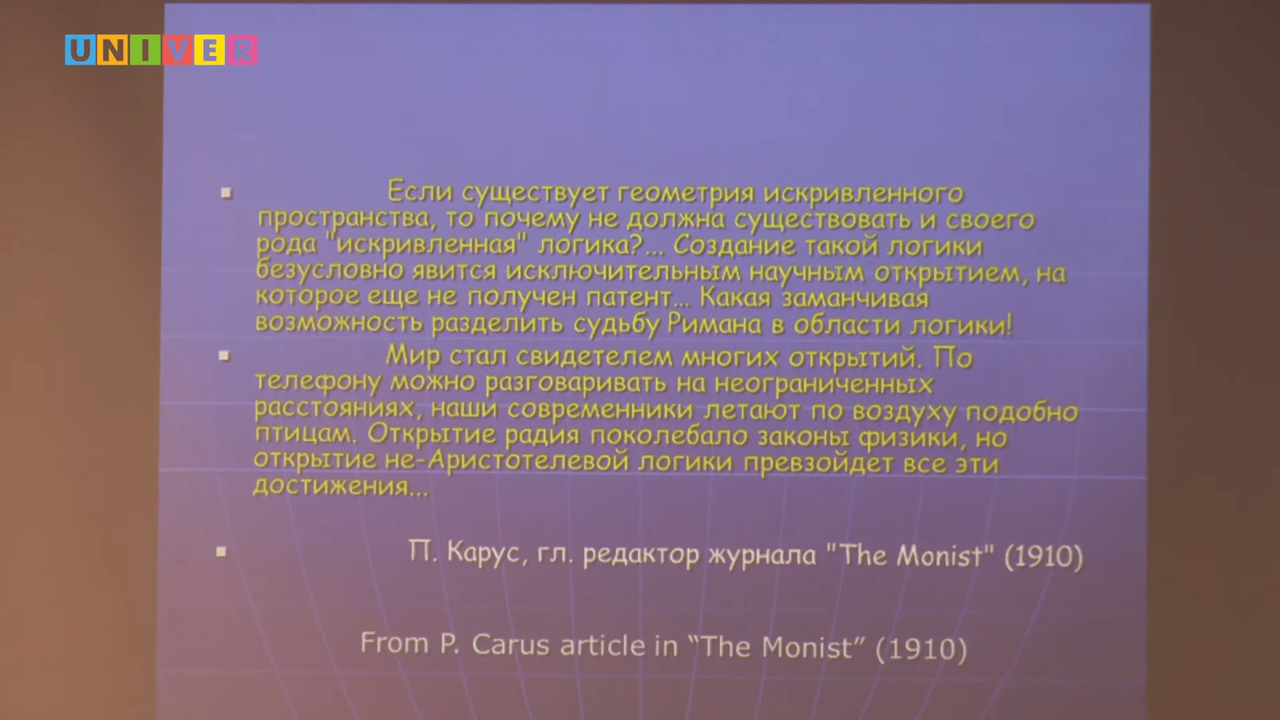 UNIVER
Если существует геометрия искривленного
пространства, то почему не должна существовать и своего
рода "искривленная" логика?... Создание такой логики
безусловно явится исключительным научным открытием, на
которое еще не получен патент... Какая заманчивая
возможность разделить судьбу Римана в области логики!
Мир стал свидетелем многих открытий. По
телефону можно разговаривать на неограниченных
расстояниях, наши современники летают по воздуху подобно
птицам. Открытие радия поколебало законы физики, но
открытие не-Аристотелевой логики превзойдет все эти
достижения...
П. Карус, гл. редактор журнала "The Monist" (1910)
From P. Carus article in “The Monist” (1910)